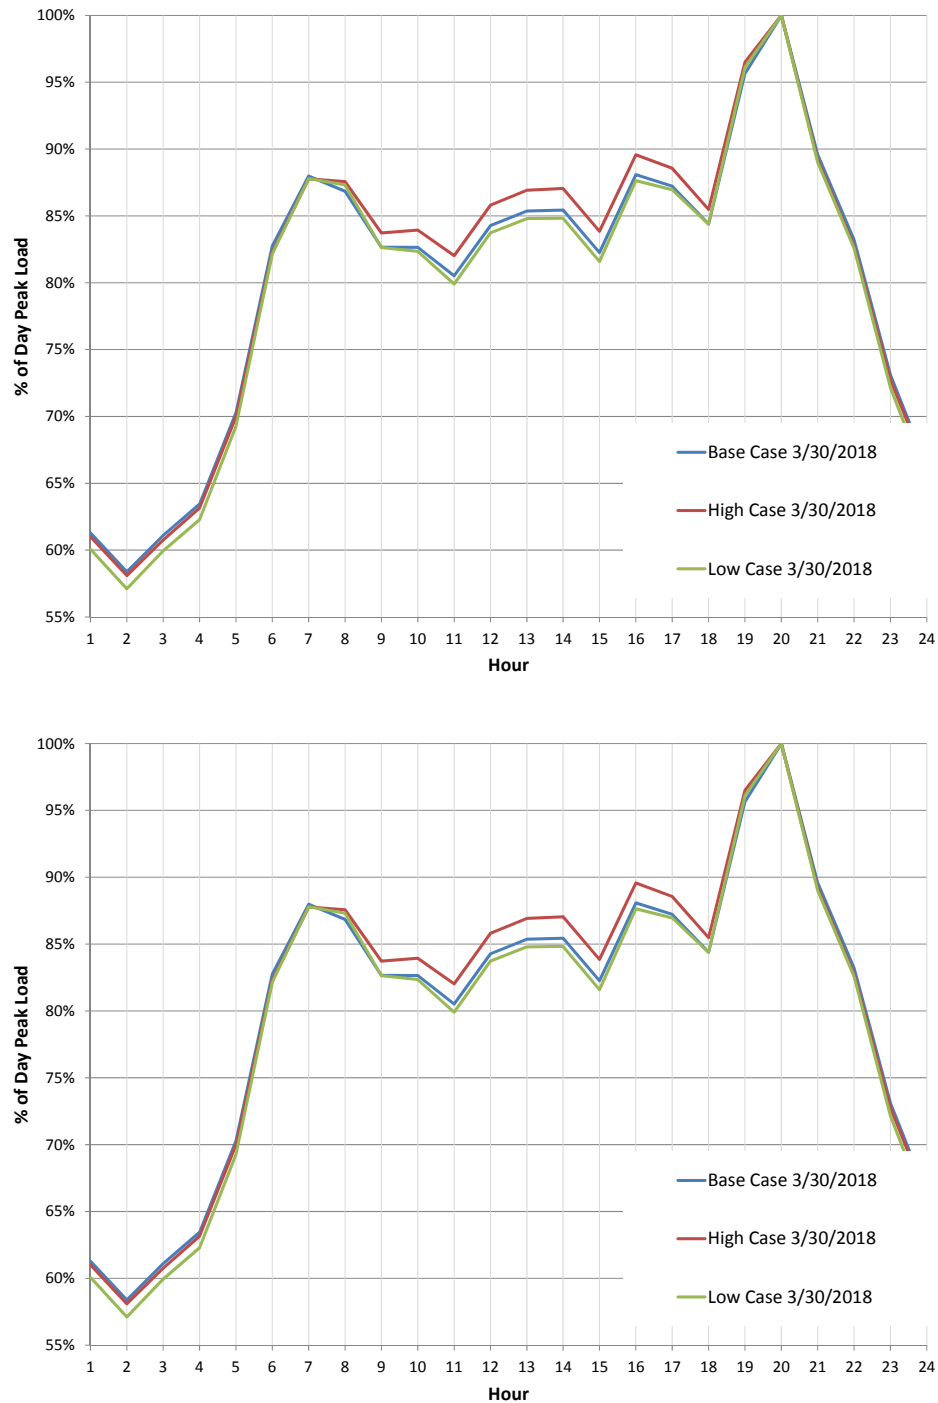 100%
95%
90%
85%
80%
75%
70%
65%
60%
55%
% of Day Peak Load
Base Case 3/30/2018
High Case 3/30/2018
Low Case 3/30/2018
1 2 3 4 5 6 7 8 9 10 11 12 13 14 15 16 17 18 19 20 21 22 23 24
Hour
100%
95%
90%
85%
80%
75%
70%
65%
60%
55%
% of Day Peak Load
Base Case 3/30/2018
High Case 3/30/2018
Low Case 3/30/2018
1 2 3 4 5 6 7 8 9 10 11 12 13 14 15 16 17 18 19 20 21 22 23 24
Hour